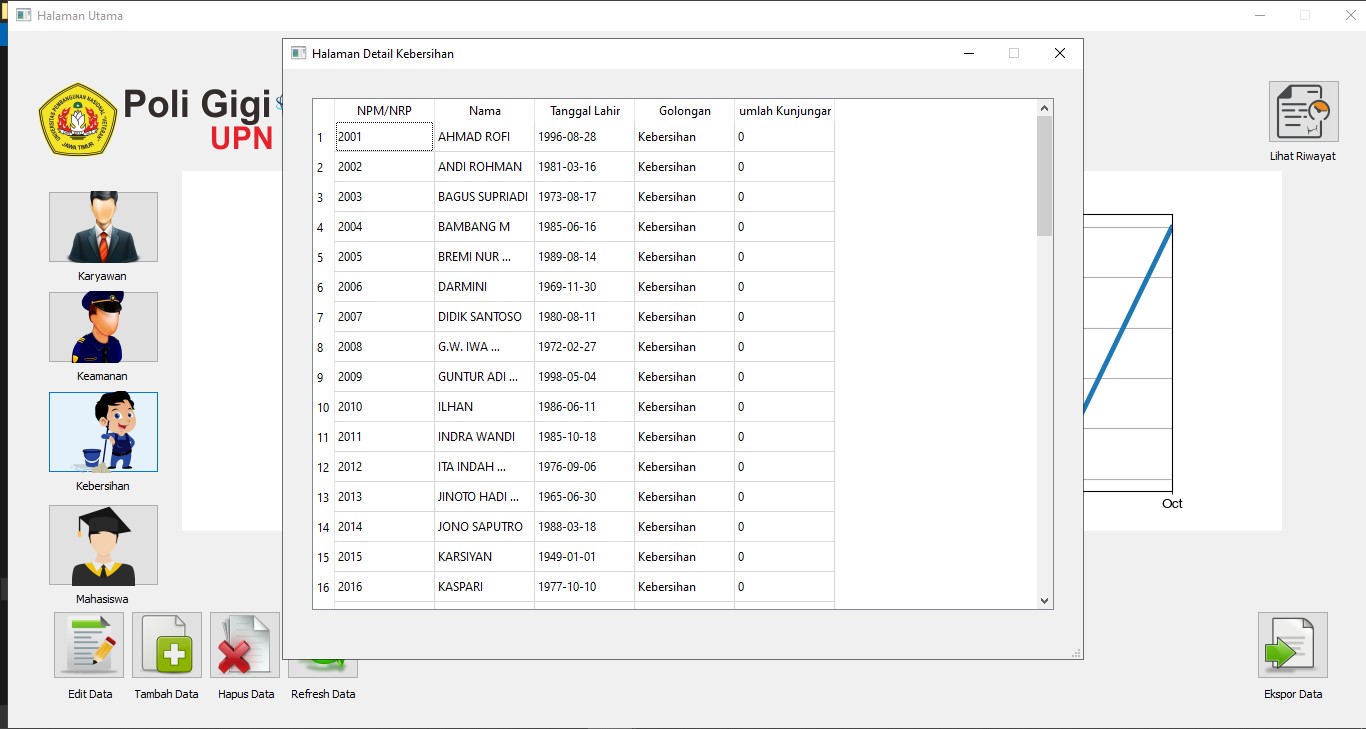 Halaman Utama
Halaman Detail Kebersihan
Poli Gigi
UPN
UNIVERSITAS PEMBANGUNAN NASIONAL "VETERAN"
JAWA TIMUR
Lihat Riwayat
Karyawan
Keamanan
Kebersihan
Mahasiswa
NPM/NRP Nama Tanggal Lahir Golongan umlah Kunjungar
1 2001 AHMAD ROFI 1996-08-28 Kebersihan 0
2 2002 ANDI ROHMAN 1981-03-16 Kebersihan 0
3 2003 BAGUS SUPRIADI 1973-08-17 Kebersihan 0
4 2004 BAMBANG M 1985-06-16 Kebersihan 0
5 2005 BREMI NUR ... 1989-08-14 Kebersihan 0
6 2006 DARMINI 1969-11-30 Kebersihan 0
7 2007 DIDIK SANTOSO 1980-08-11 Kebersihan 0
8 2008 G.W. IWA ... 1972-02-27 Kebersihan 0
9 2009 GUNTUR ADI ... 1998-05-04 Kebersihan 0
10 2010 ILHAN 1986-06-11 Kebersihan 0
11 2011 INDRA WANDI 1985-10-18 Kebersihan 0
12 2012 ITA INDAH ... 1976-09-06 Kebersihan 0
13 2013 JINOTO HADI ... 1965-06-30 Kebersihan 0
14 2014 JONO SAPUTRO 1988-03-18 Kebersihan 0
15 2015 KARSIYAN 1949-01-01 Kebersihan 0
16 2016 KASPARI 1977-10-10 Kebersihan 0
Oct
Edit Data
Tambah Data
Hapus Data
Refresh Data
Ekspor Data